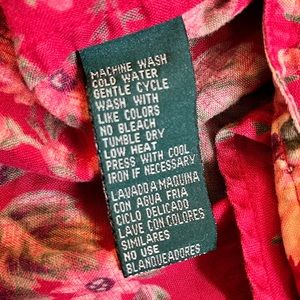 MACHINE WASH
COLD WATER
GENTLE CYCLE
WASH WITH
LIKE COLORS
NO BLEACH
TUMBLE DRY
LOW HEAT
PRESS WITH COOL
IRON IF NECESSARY
LAVADO A MAQUINA
CON AGUA FRIA
CICLO DELICADO
LAVE CON COLORES
SIMILARES
NO USE
BLANQUEADORES